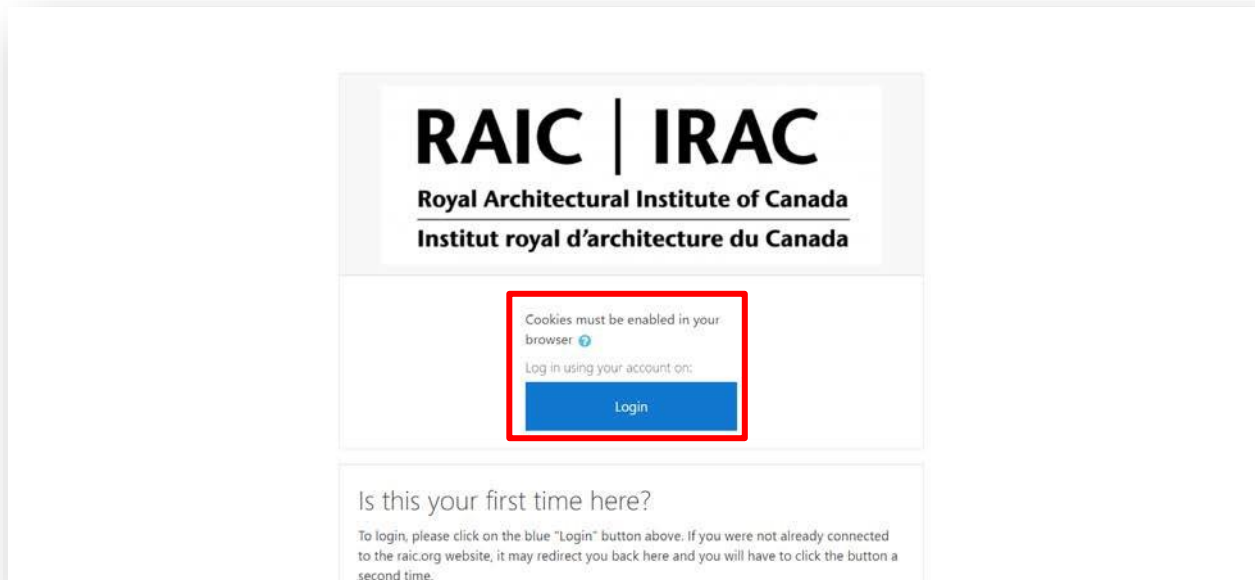 RAIC | IRAC
Royal Architectural Institute of Canada
Institut royal d'architecture du Canada
Cookies must be enabled in your
browser ?
Log in using your account on:
Login
Is this your first time here?
To login, please click on the blue "Login" button above. If you were not already connected
to the raic.org website, it may redirect you back here and you will have to click the button a
second time.